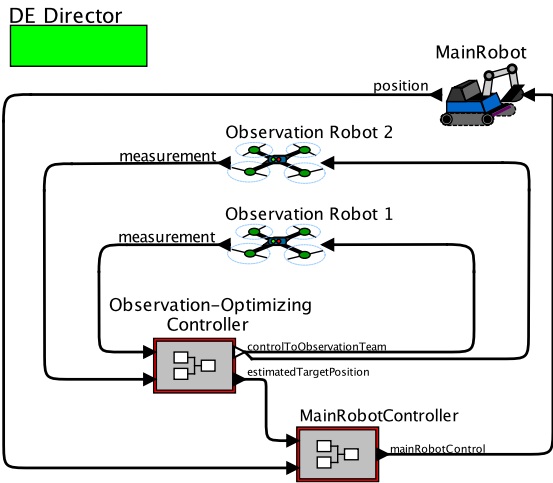 DE Director
MainRobot
position
Observation Robot 2
measurement
Observation Robot 1
measurement
Observation-Optimizing
Controller
controlToObservationTeam
estimatedTargetPosition
MainRobotController
mainRobotControl